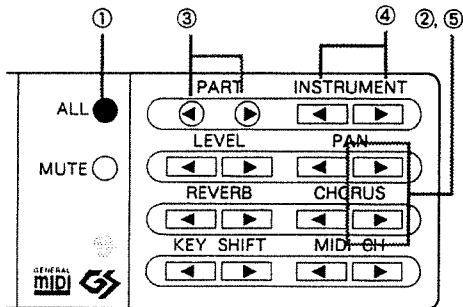 ① ③ ④ ②, ⑤
PART INSTRUMENT
ALL
LEVEL PAN
MUTE
REVERB CHORUS
KEY SHIFT MIDI CH
GENERAL
MIDI GS